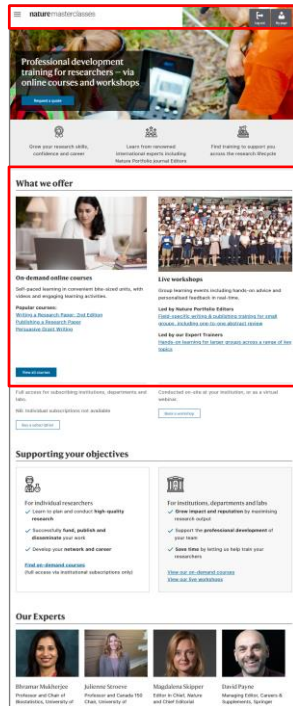 naturemasterclasses
Professional development
training for researchers – via
online courses and workshops
Request a quote
Grow your research skills,
confidence and career
Learn from renowned
international experts including
Nature Portfolio Journal Editors
Find training to support you
across the research lifecycle
What we offer
On-demand online courses
Self-paced learning in convenient bite-sized units, with
videos and engaging learning activities.
Popular courses:
Writing a Research Paper: 2nd Edition
Publishing a Research Paper
Persuasive Grant Writing
View all courses
Full access for subscribing institutions, departments and
labs.
NB: Individual subscriptions not available
Live workshops
Group learning events including hands-on advice and
personalised feedback in real-time.
Led by Nature Portfolio Editors
Field-specific writing & publishing training for small
groups, including one-to-one abstract review
Led by our Expert Trainers
Hands-on learning for larger groups across a range of key
topics
Conducted on-site at your institution, or as a virtual
webinar.
Book a workshop
Supporting your objectives
For individual researchers
Learn to plan and conduct high-quality
research
Successfully fund, publish and
disseminate your work
Develop your network and career
Find on-demand courses
(full access via institutional subscriptions only)
For institutions, departments and labs
Grow impact and reputation by maximising
research output
Support the professional development of
your team
Save time by letting us help train your
researchers
View our on-demand courses
View our live workshops
Our Experts
Bhramar Mukherjee
Professor and Chair of
Biostatistics, University of
Julienne Stroeve
Professor and Canada 150
Chair, University of
Magdalena Skipper
Editor in Chief, Nature
and Chief Editorial
David Payne
Managing Editor, Careers &
Supplements, Springer